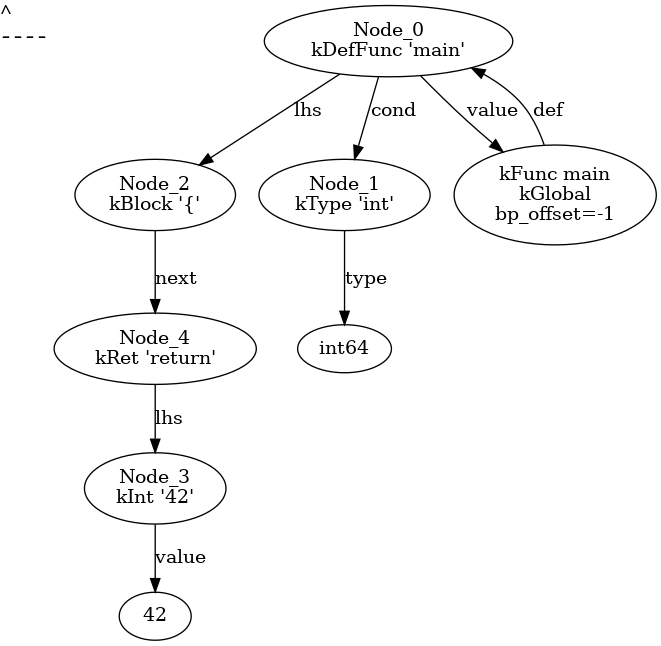 ^
----
Node_0
kDefFunc 'main'
lhs
cond
value
def
Node_2
kBlock '{'
Node_1
kType 'int'
kFunc main
kGlobal
bp_offset=-1
next
type
Node_4
kRet 'return'
int64
lhs
Node_3
kInt '42'
value
42